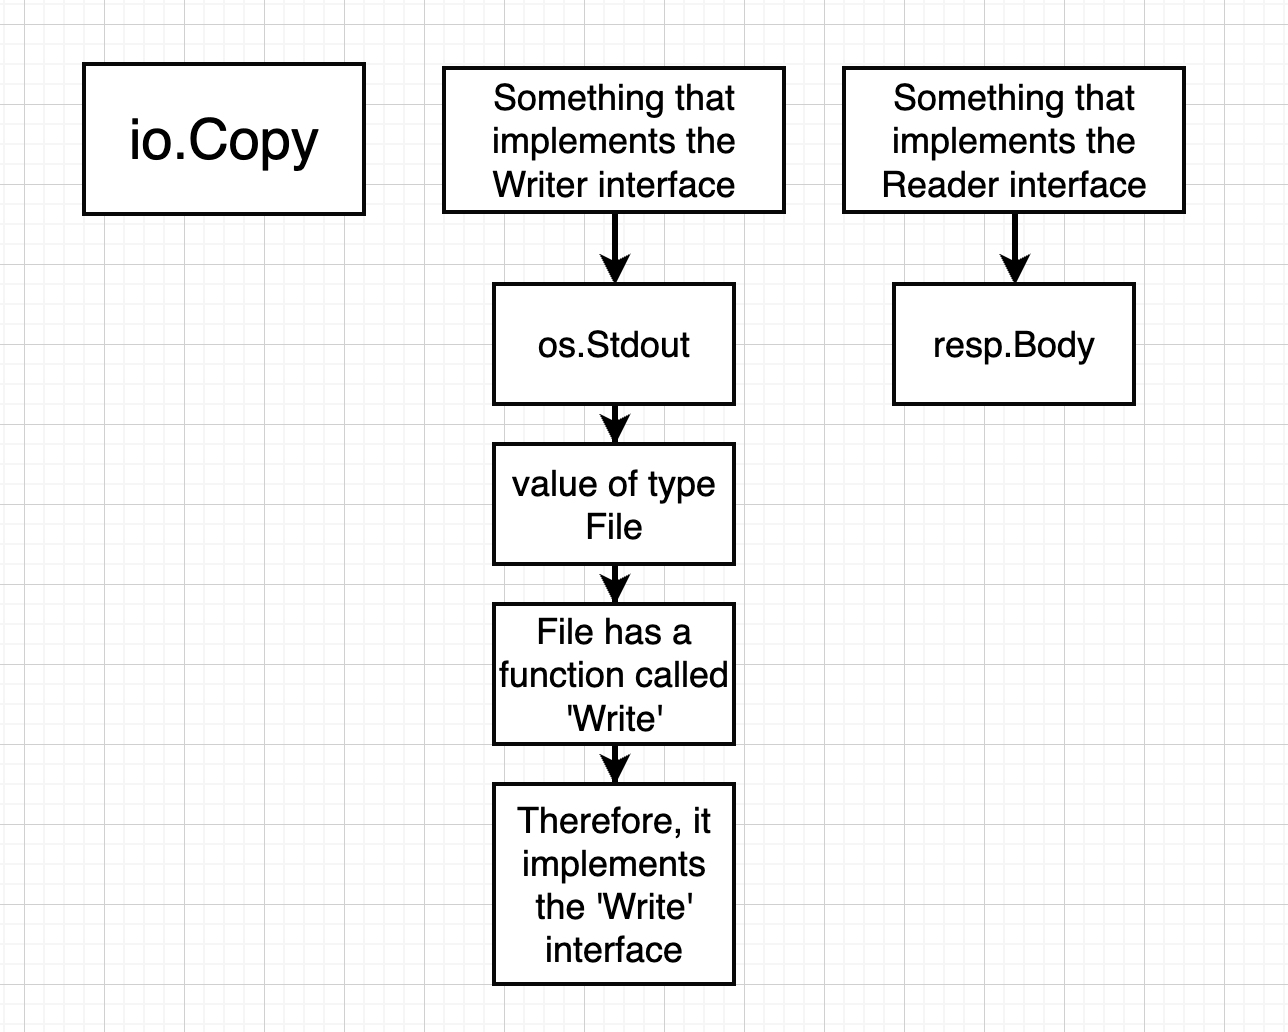 io.Copy
Something that
implements the
Writer interface
Something that
implements the
Reader interface
os.Stdout
resp.Body
value of type
File
File has a
function called
'Write'
Therefore, it
implements
the 'Write'
interface